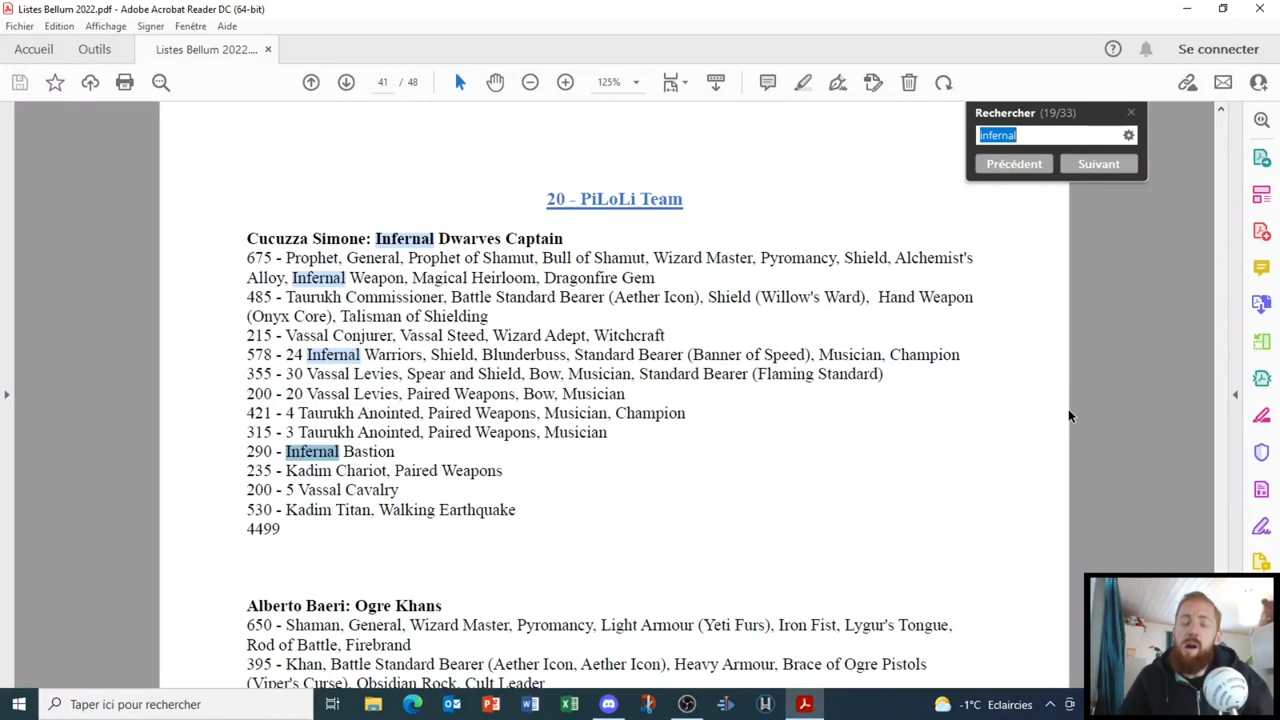 Listes Bellum 2022.pdf - Adobe Acrobat Reader DC (64-bit)
Fichier Edition Affichage Signer Fenêtre Aide
Accueil Outils Listes Bellum 2022.... × Se connecter
41 / 48 125%
Rechercher (19/33)
infernal
Précédent Suivant
20 - PiLoLi Team
Cucuzza Simone: Infernal Dwarves Captain
675 - Prophet, General, Prophet of Shamut, Bull of Shamut, Wizard Master, Pyromancy, Shield, Alchemist's
Alloy, Infernal Weapon, Magical Heirloom, Dragonfire Gem
485 - Taurukh Commissioner, Battle Standard Bearer (Aether Icon), Shield (Willow's Ward), Hand Weapon
(Onyx Core), Talisman of Shielding
215 - Vassal Conjurer, Vassal Steed, Wizard Adept, Witchcraft
578 - 24 Infernal Warriors, Shield, Blunderbuss, Standard Bearer (Banner of Speed), Musician, Champion
355 - 30 Vassal Levies, Spear and Shield, Bow, Musician, Standard Bearer (Flaming Standard)
200 - 20 Vassal Levies, Paired Weapons, Bow, Musician
421 - 4 Taurukh Anointed, Paired Weapons, Musician, Champion
315 - 3 Taurukh Anointed, Paired Weapons, Musician
290 - Infernal Bastion
235 - Kadim Chariot, Paired Weapons
200 - 5 Vassal Cavalry
530 - Kadim Titan, Walking Earthquake
4499
Alberto Baeri: Ogre Khans
650 - Shaman, General, Wizard Master, Pyromancy, Light Armour (Yeti Furs), Iron Fist, Lygur's Tongue,
Rod of Battle, Firebrand
395 - Khan, Battle Standard Bearer (Aether Icon, Aether Icon), Heavy Armour, Brace of Ogre Pistols
(Viper's Curse), Obsidian Rock, Cult Leader
Taper ici pour rechercher
-1°C Eclaircies